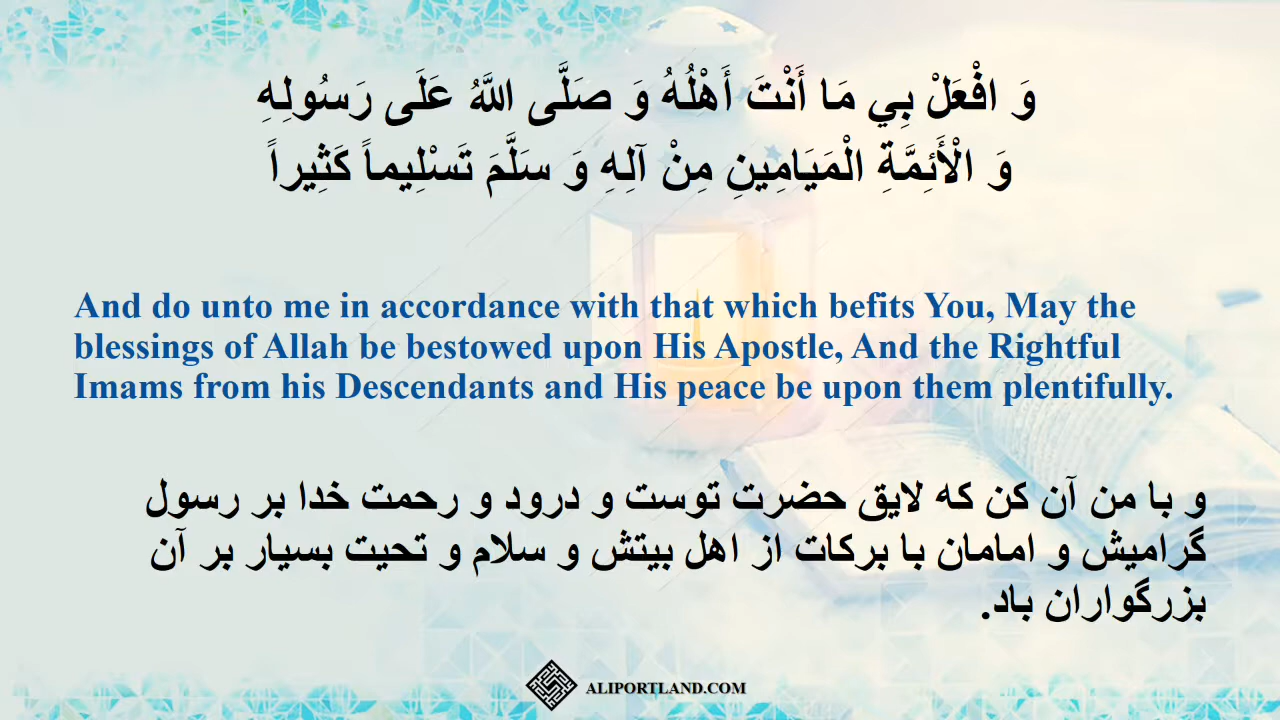 وَ افْعَلْ بِي مَا أَنْتَ أَهْلُهُ وَ صَلَّى اللَّهُ عَلَى رَسُولِهِ
وَ الْأَئِمَّةِ الْمَيَامِينِ مِنْ آلِهِ وَ سَلَّمَ تَسْلِيماً كَثِيراً
And do unto me in accordance with that which befits You, May the
blessings of Allah be bestowed upon His Apostle, And the Rightful
Imams from his Descendants and His peace be upon them plentifully.
و با من آن کن که لایق حضرت توست و درود و رحمت خدا بر رسول
گرامیش و امامان با برکات از اهل بیتش و سلام و تحیت بسیار بر آن
بزرگواران باد.
ALIPORTLAND.COM